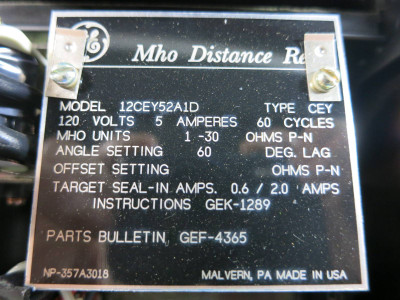 GE
Mho Distance Re
MODEL 12CEY52A1D TYPE CEY
120 VOLTS 5 AMPERES 60 CYCLES
MHO UNITS 1 -30 OHMS P-N
ANGLE SETTING 60 DEG. LAG
OFFSET SETTING OHMS P-N
TARGET SEAL-IN AMPS. 0.6 / 2.0 AMPS
INSTRUCTIONS GEK-1289
PARTS BULLETIN GEF-4365
NP-357A3018 MALVERN, PA MADE IN USA